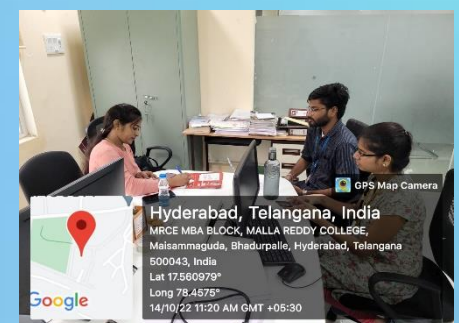 GPS Map Camera
Hyderabad, Telangana, India
MRCE MBA BLOCK, MALLA REDDY COLLEGE,
Maisammaguda, Bhadurpalle, Hyderabad, Telangana
500043, India
Lat 17.560979°
Long 78.4575°
14/10/22 11:20 AM GMT +05:30
Google